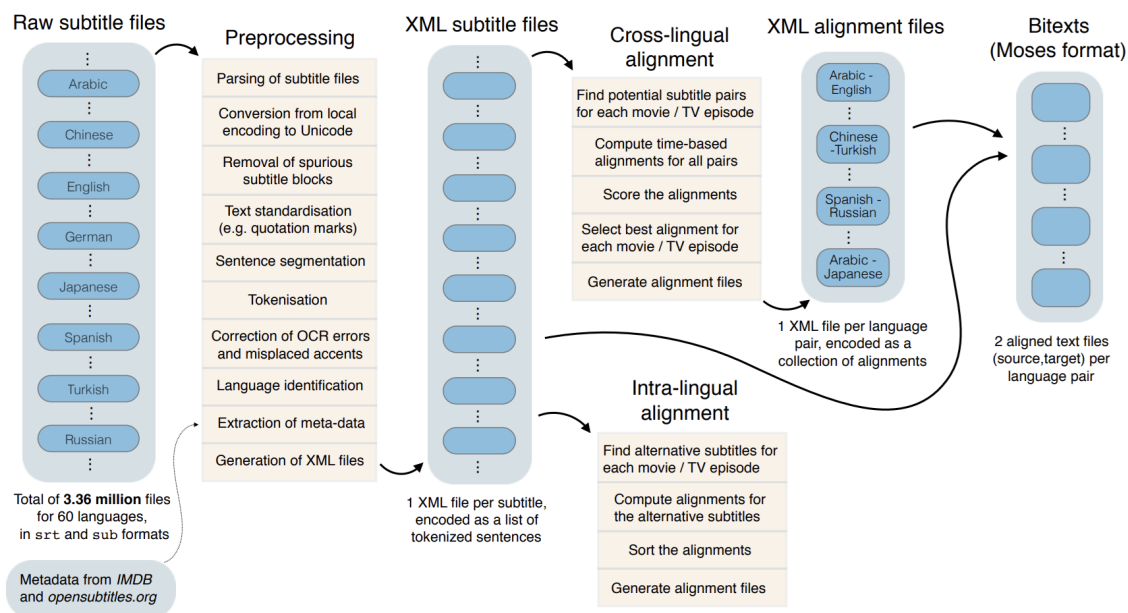 Raw subtitle files
Arabic
Chinese
English
German
Japanese
Spanish
Turkish
Russian
Total of 3.36 million files
for 60 languages,
in srt and sub formats
Metadata from IMDB
and opensubtitles.org
Preprocessing
Parsing of subtitle files
Conversion from local
encoding to Unicode
Removal of spurious
subtitle blocks
Text standardisation
(e.g. quotation marks)
Sentence segmentation
Tokenisation
Correction of OCR errors
and misplaced accents
Language identification
Extraction of meta-data
Generation of XML files
XML subtitle files
1 XML file per subtitle,
encoded as a list of
tokenized sentences
Cross-lingual
alignment
Find potential subtitle pairs
for each movie / TV episode
Compute time-based
alignments for all pairs
Score the alignments
Select best alignment for
each movie / TV episode
Generate alignment files
Intra-lingual
alignment
Find alternative subtitles for
each movie / TV episode
Compute alignments for
the alternative subtitles
Sort the alignments
Generate alignment files
XML alignment files
Arabic -
English
Chinese
-Turkish
Spanish -
Russian
Arabic -
Japanese
1 XML file per language
pair, encoded as a
collection of alignments
Bitexts
(Moses format)
2 aligned text files
(source,target) per
language pair